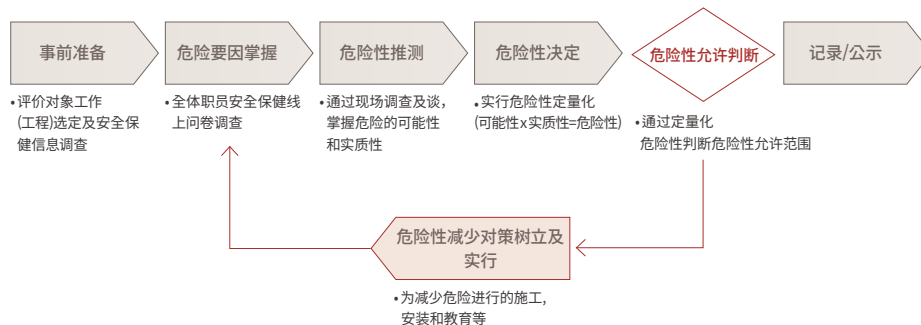 事前准备
危险要因掌握
危险性推测
危险性决定
危险性允许判断
记录/公示
•评价对象工作
(工程)选定及安全保
健信息调查
•全体职员安全保健线
上问卷调查
•通过现场调查及谈，
掌握危险的可能性
和实质性
•实行危险性定量化
(可能性x实质性=危险性)
•通过定量化
危险性判断危险性允许范围
危险性减少对策树立及
实行
•为减少危险进行的施工，
安装和教育等